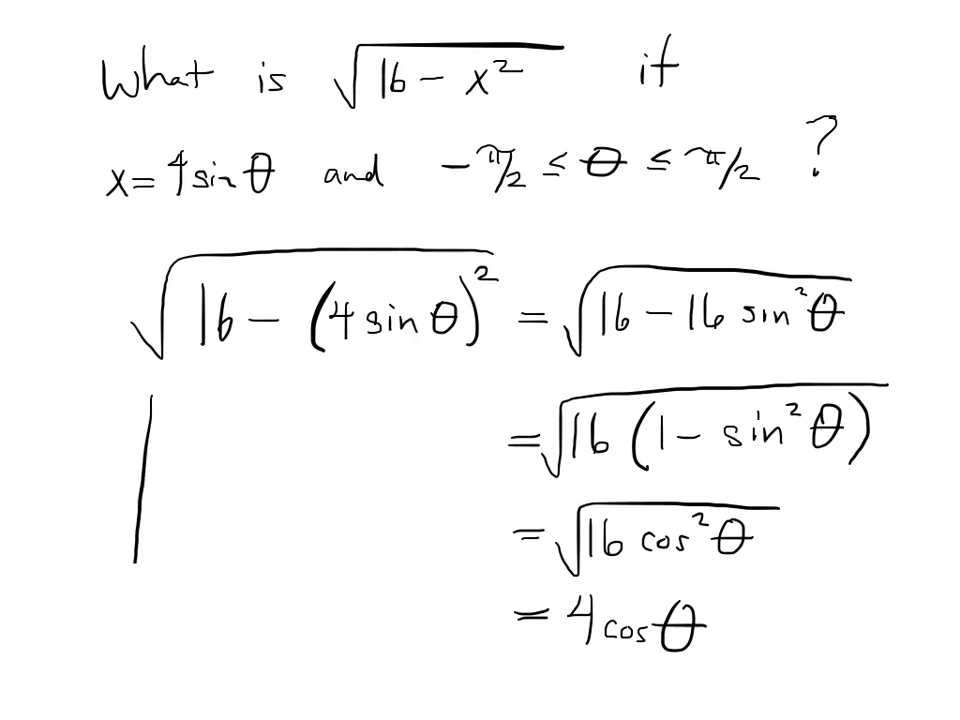 What is √(16 - x²) if
x = 4 sin θ and -π/2 ≤ θ ≤ π/2 ?
√(16 - (4 sin θ)²) = √(16 - 16 sin²θ)
= √(16 (1 - sin²θ))
= √(16 cos²θ)
= 4 cos θ